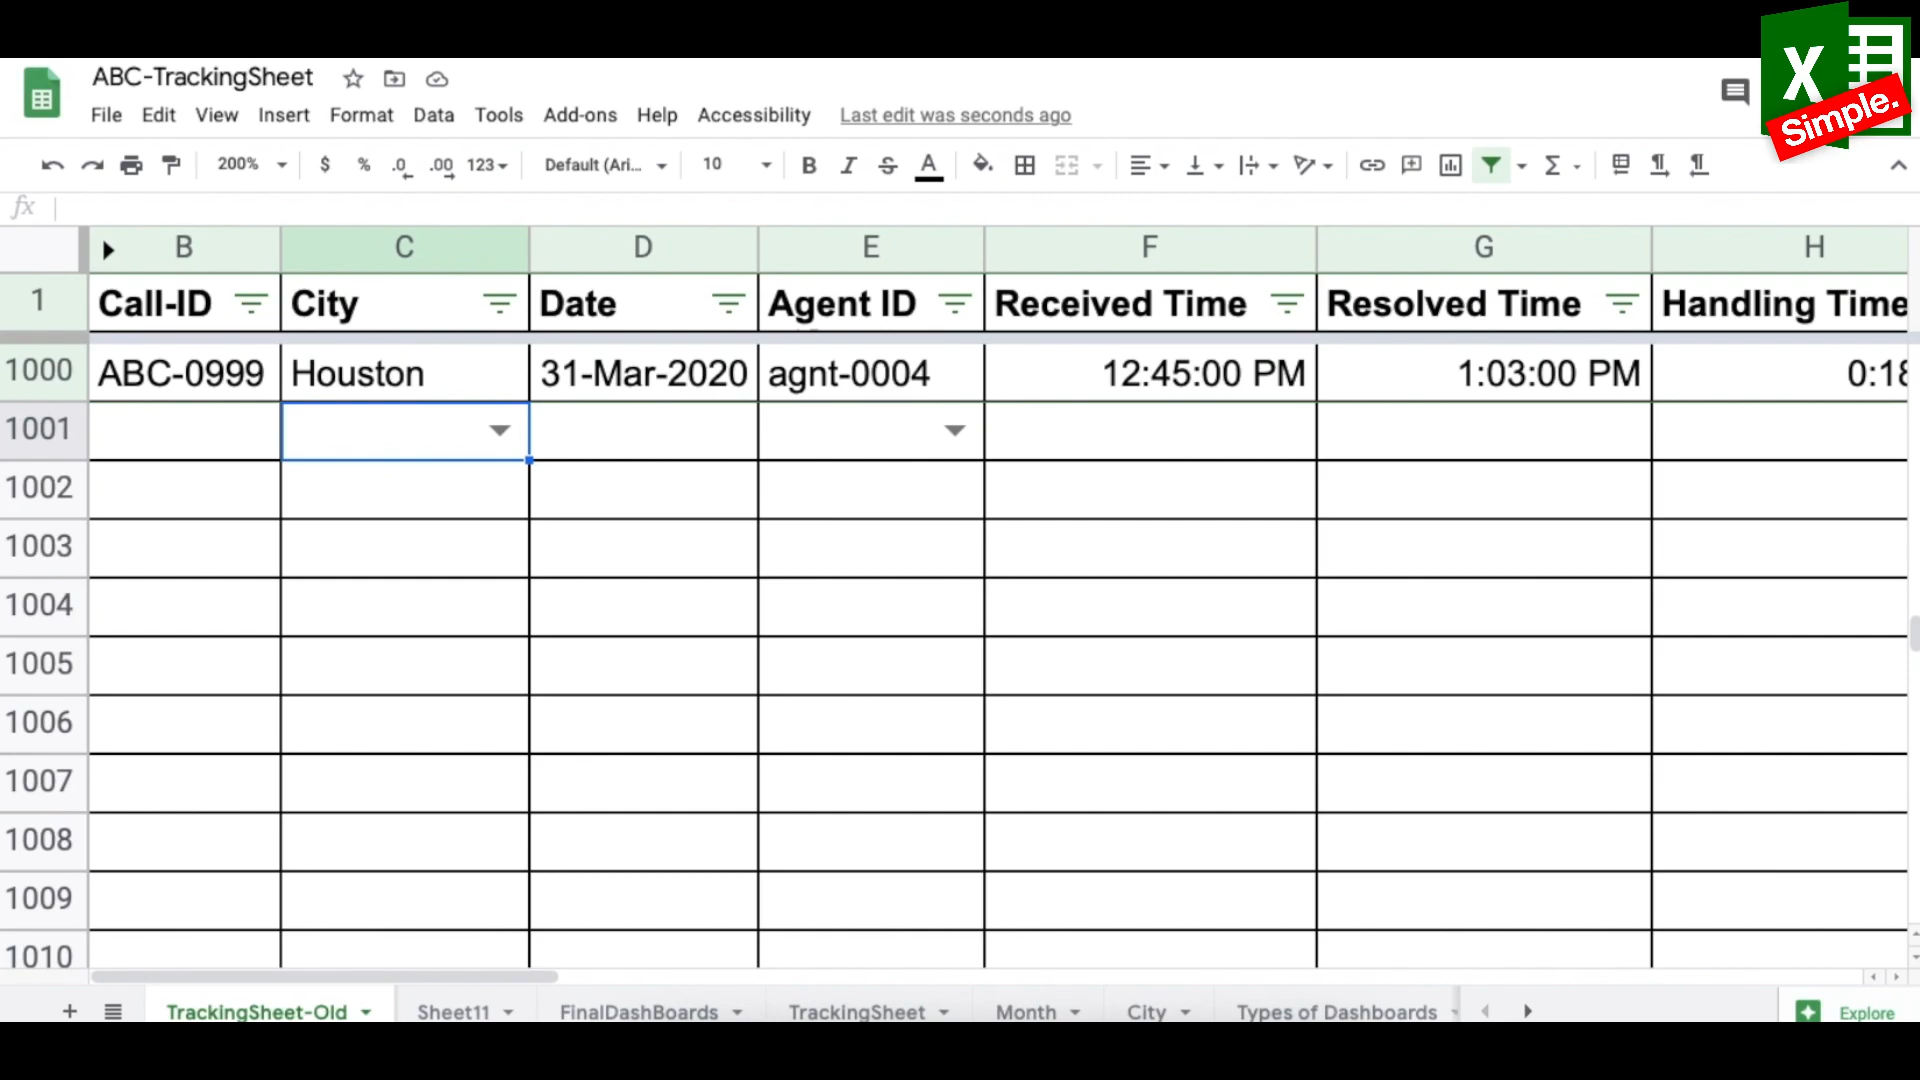 ABC-TrackingSheet
X
Simple.
File Edit View Insert Format Data Tools Add-ons Help Accessibility Last edit was seconds ago
200% $ % .0 .00 123 Default (Ari... 10 B I S A Σ
fx
B C D E F G H
1 Call-ID City Date Agent ID Received Time Resolved Time Handling Time
1000 ABC-0999 Houston 31-Mar-2020 agnt-0004 12:45:00 PM 1:03:00 PM 0:18
1001
1002
1003
1004
1005
1006
1007
1008
1009
1010
+ TrackingSheet-Old Sheet11 FinalDashBoards TrackingSheet Month City Types of Dashboards Explore